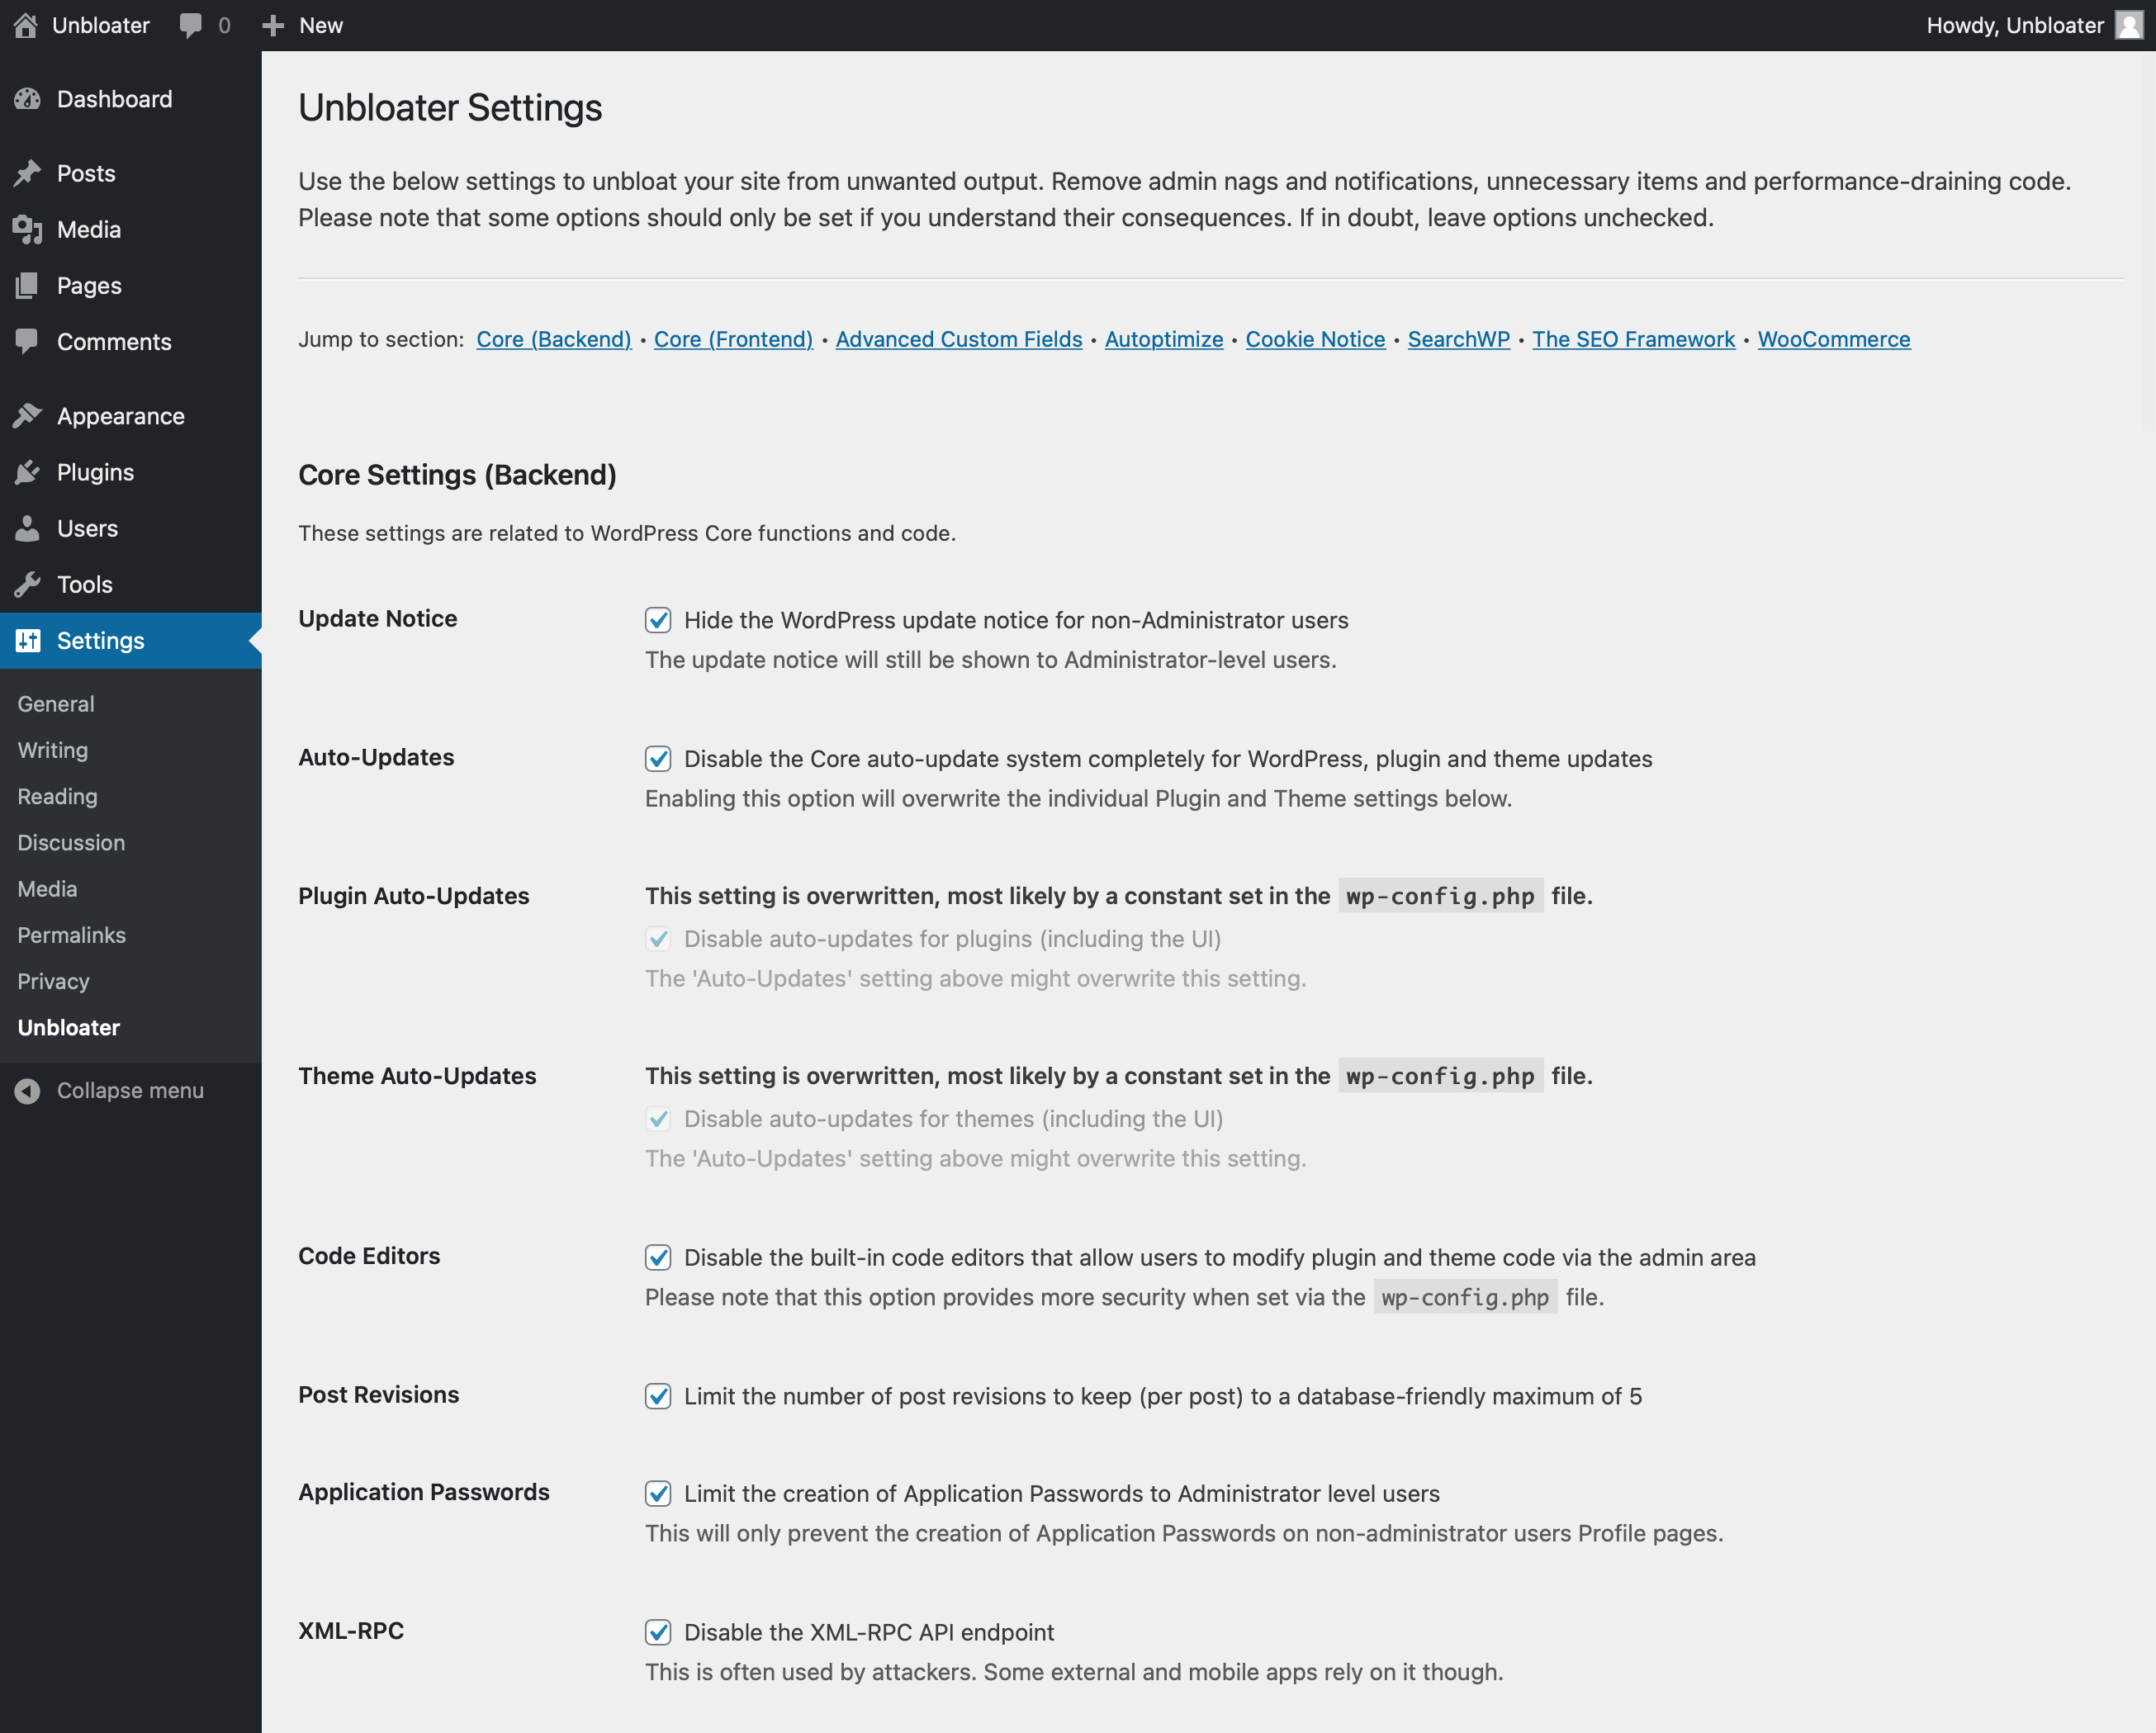 Unbloater 0 New Howdy, Unbloater
Dashboard
Posts
Media
Pages
Comments
Appearance
Plugins
Users
Tools
Settings
General
Writing
Reading
Discussion
Media
Permalinks
Privacy
Unbloater
Collapse menu
Unbloater Settings
Use the below settings to unbloat your site from unwanted output. Remove admin nags and notifications, unnecessary items and performance-draining code.
Please note that some options should only be set if you understand their consequences. If in doubt, leave options unchecked.
Jump to section: Core (Backend) • Core (Frontend) • Advanced Custom Fields • Autoptimize • Cookie Notice • SearchWP • The SEO Framework • WooCommerce
Core Settings (Backend)
These settings are related to WordPress Core functions and code.
Update Notice
Hide the WordPress update notice for non-Administrator users
The update notice will still be shown to Administrator-level users.
Auto-Updates
Disable the Core auto-update system completely for WordPress, plugin and theme updates
Enabling this option will overwrite the individual Plugin and Theme settings below.
Plugin Auto-Updates
This setting is overwritten, most likely by a constant set in the wp-config.php file.
Disable auto-updates for plugins (including the UI)
The 'Auto-Updates' setting above might overwrite this setting.
Theme Auto-Updates
This setting is overwritten, most likely by a constant set in the wp-config.php file.
Disable auto-updates for themes (including the UI)
The 'Auto-Updates' setting above might overwrite this setting.
Code Editors
Disable the built-in code editors that allow users to modify plugin and theme code via the admin area
Please note that this option provides more security when set via the wp-config.php file.
Post Revisions
Limit the number of post revisions to keep (per post) to a database-friendly maximum of 5
Application Passwords
Limit the creation of Application Passwords to Administrator level users
This will only prevent the creation of Application Passwords on non-administrator users Profile pages.
XML-RPC
Disable the XML-RPC API endpoint
This is often used by attackers. Some external and mobile apps rely on it though.